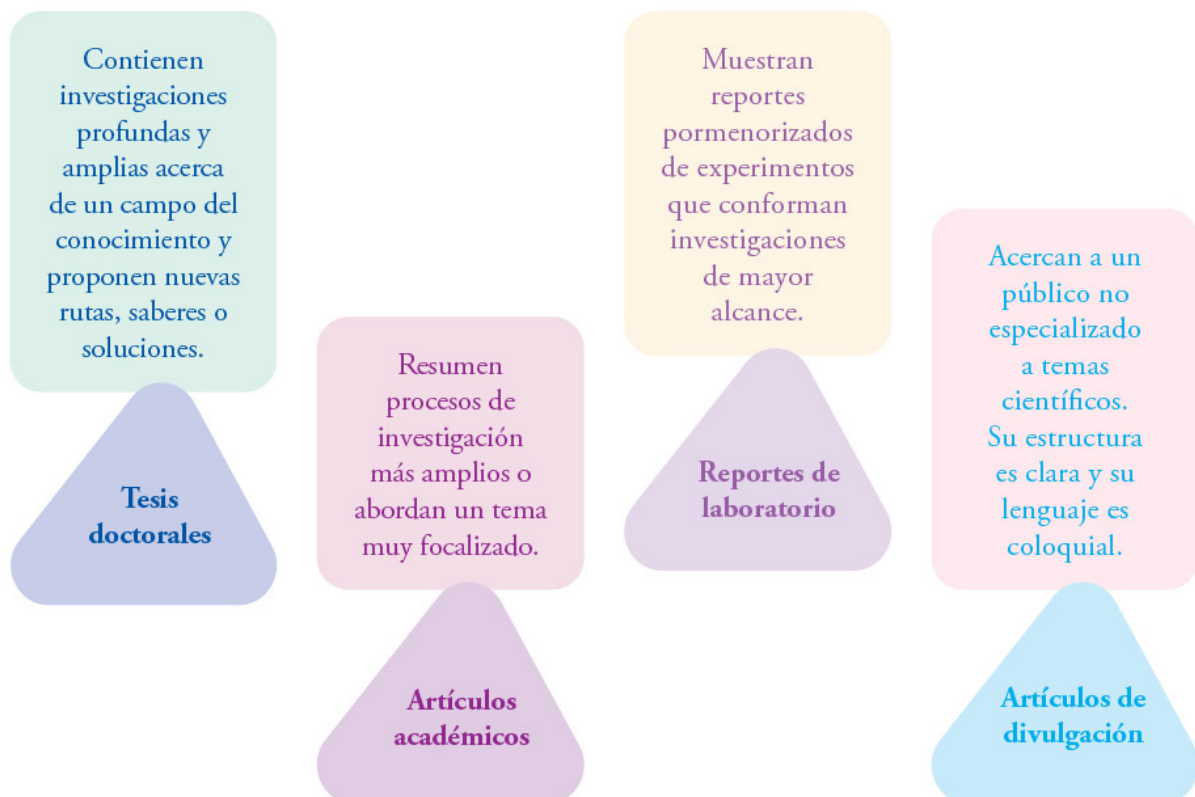 Contienen
investigaciones
profundas y
amplias acerca
de un campo del
conocimiento y
proponen nuevas
rutas, saberes o
soluciones.
Tesis
doctorales
Resumen
procesos de
investigación
más amplios o
abordan un tema
muy focalizado.
Artículos
académicos
Muestran
reportes
pormenorizados
de experimentos
que conforman
investigaciones
de mayor
alcance.
Reportes de
laboratorio
Acercan a un
público no
especializado
a temas
científicos.
Su estructura
es clara y su
lenguaje es
coloquial.
Artículos de
divulgación